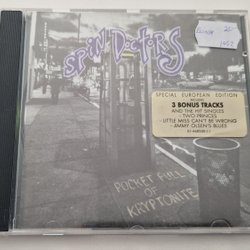 SPIN DOCTORS
SPECIAL EUROPEAN EDITION
INCLUDES
3 BONUS TRACKS
AND THE HIT SINGLES
TWO PRINCES
LITTLE MISS CAN'T BE WRONG
JIMMY OLSEN'S BLUES
POCKET FULL
OF
KRYPTONITE